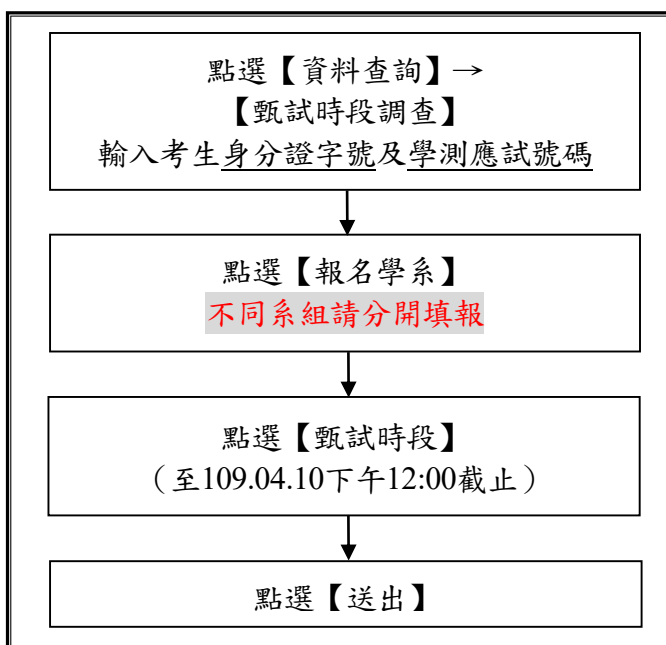 點選【資料查詢】→
【甄試時段調查】
輸入考生身分證字號及學測應試號碼
點選【報名學系】
不同系組請分開填報
點選【甄試時段】
（至109.04.10下午12:00截止）
點選【送出】